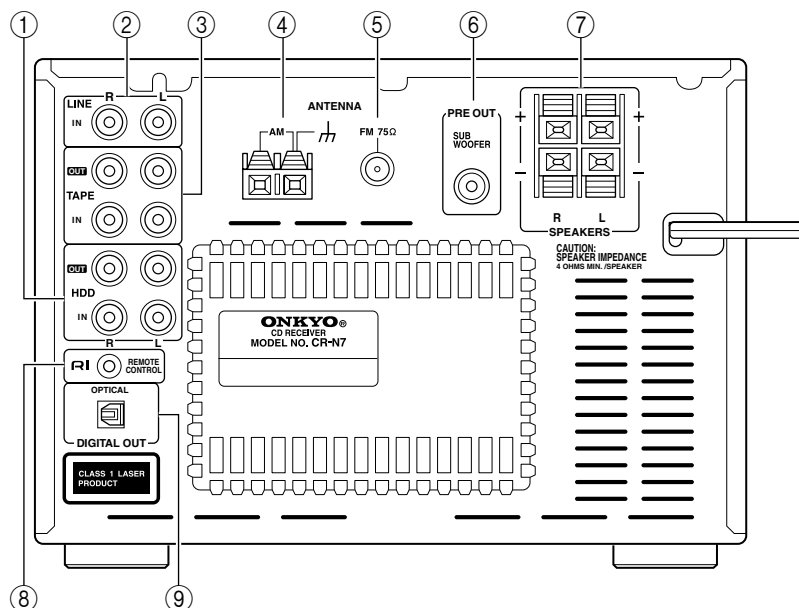 ① ② ③ ④ ⑤ ⑥ ⑦
LINE
R L
IN
OUT
TAPE
IN
OUT
HDD
IN
R L
RI REMOTE
CONTROL
OPTICAL
DIGITAL OUT
CLASS 1 LASER
PRODUCT
ANTENNA
AM
FM 75Ω
PRE OUT
SUB
WOOFER
+ +
− −
R L
SPEAKERS
CAUTION:
SPEAKER IMPEDANCE
4 OHMS MIN. /SPEAKER
ONKYO®
CD RECEIVER
MODEL NO. CR-N7
⑧ ⑨